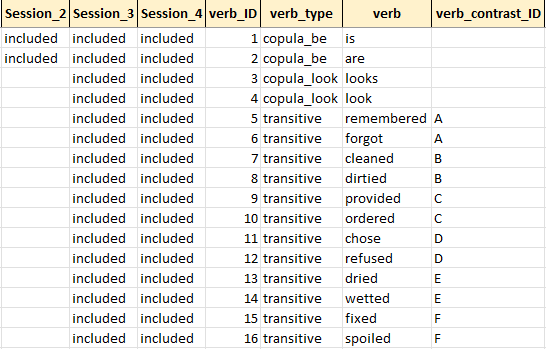 Session_2 Session_3 Session_4 verb_ID verb_type verb verb_contrast_ID
included included included 1 copula_be is
included included included 2 copula_be are
included included 3 copula_look looks
included included 4 copula_look look
included included 5 transitive remembered A
included included 6 transitive forgot A
included included 7 transitive cleaned B
included included 8 transitive dirtied B
included included 9 transitive provided C
included included 10 transitive ordered C
included included 11 transitive chose D
included included 12 transitive refused D
included included 13 transitive dried E
included included 14 transitive wetted E
included included 15 transitive fixed F
included included 16 transitive spoiled F